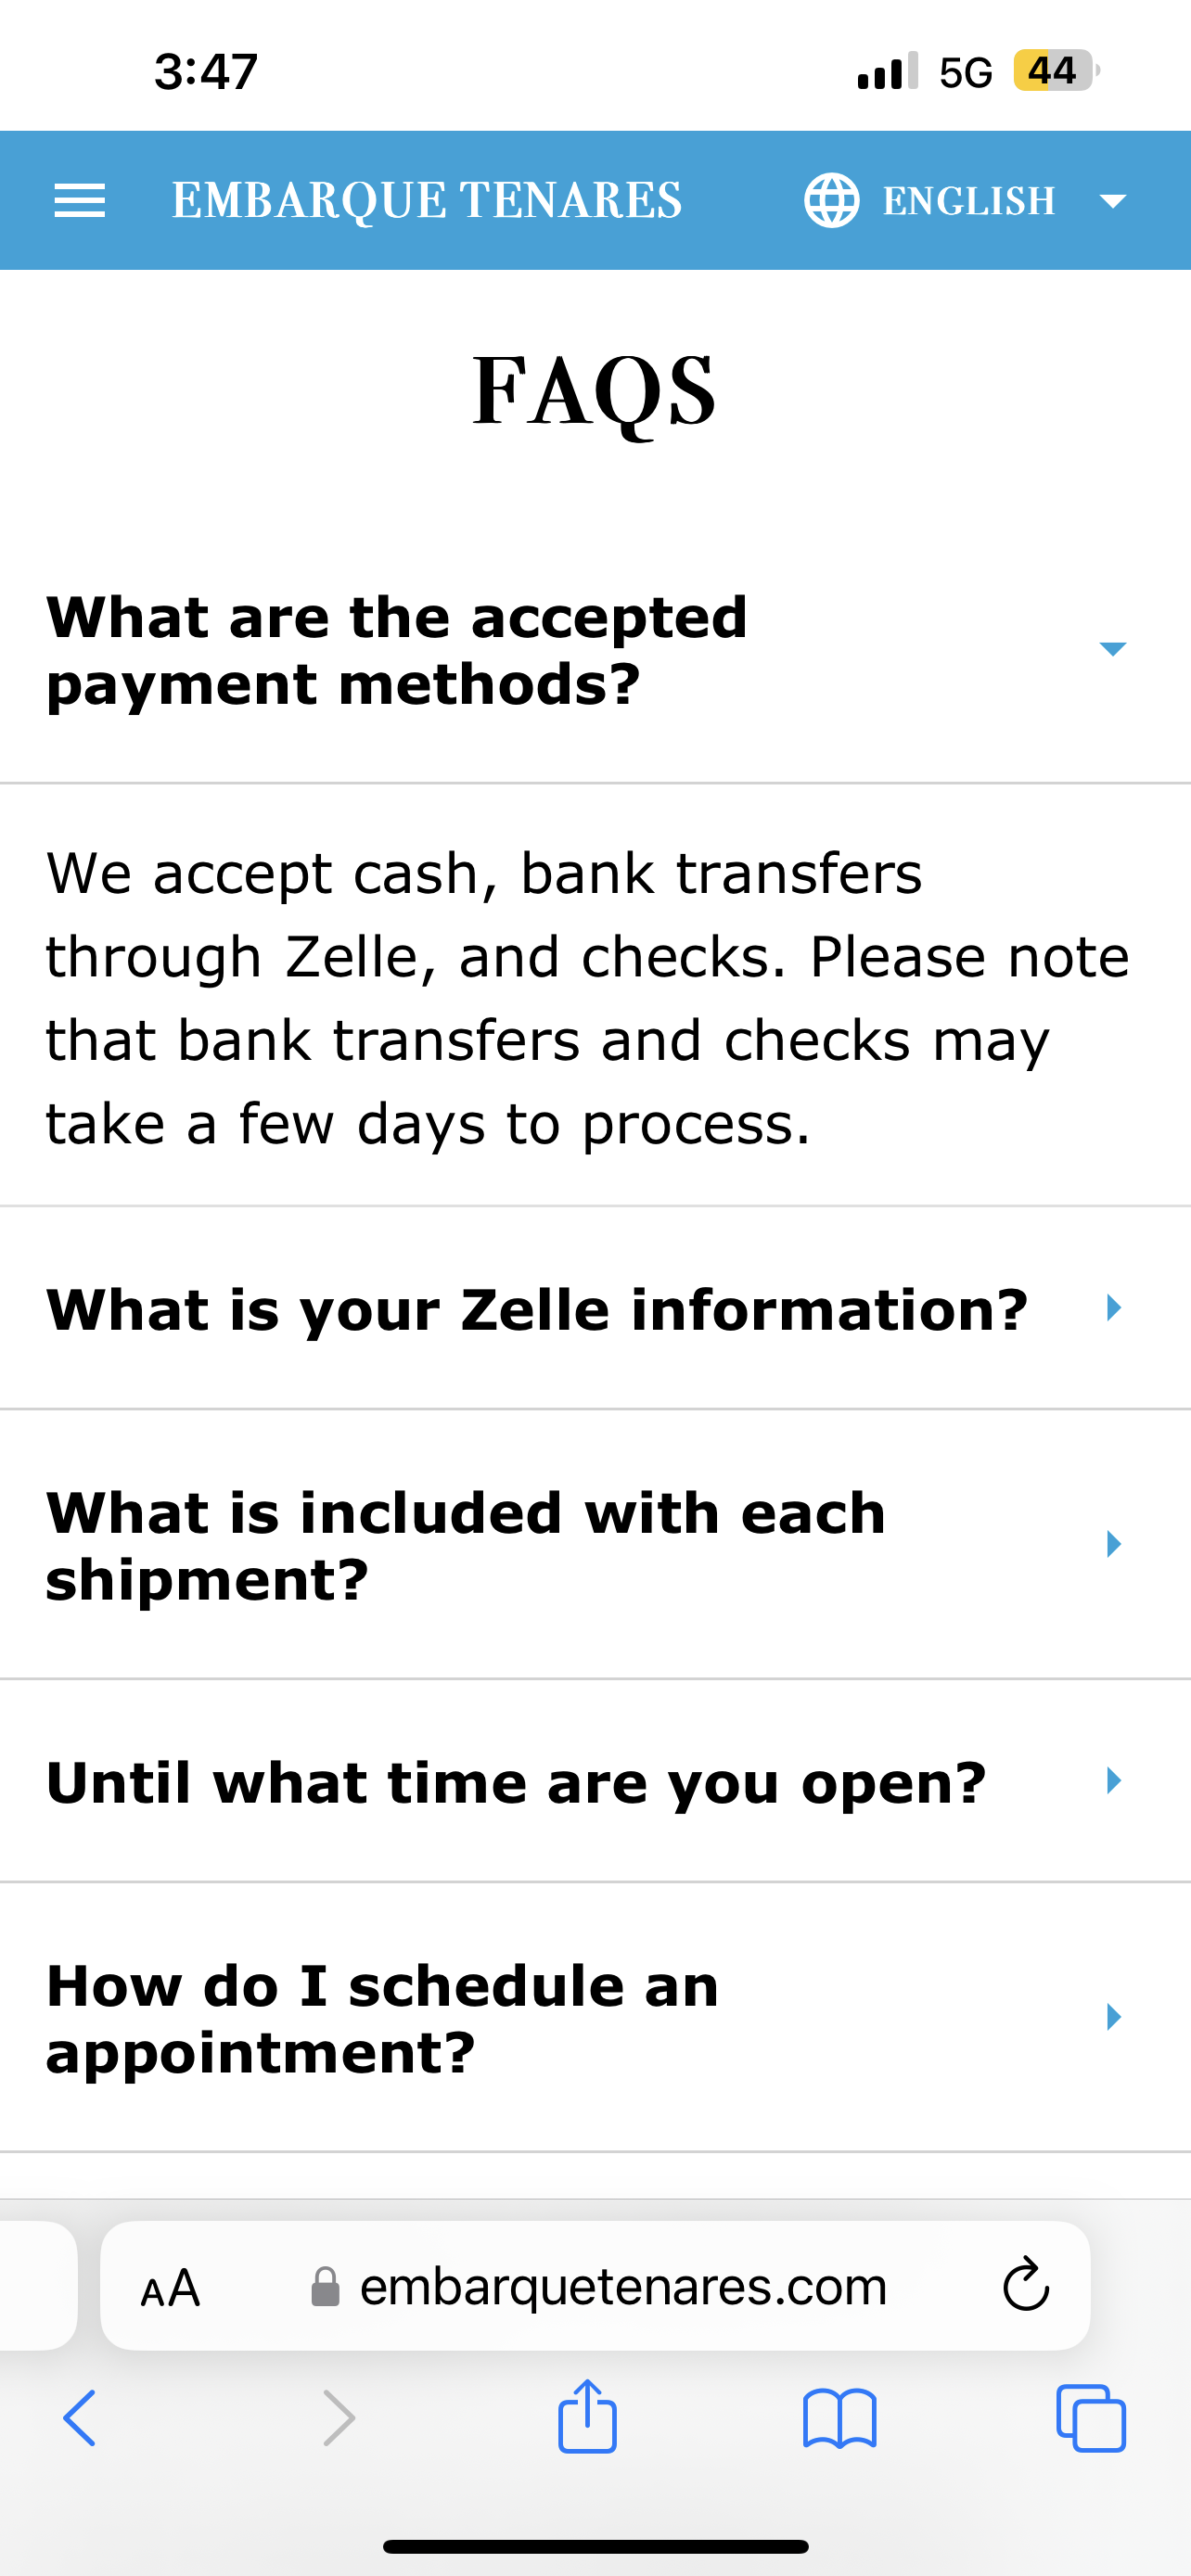 3:47
5G 44
EMBARQUE TENARES
ENGLISH
FAQS
What are the accepted
payment methods?
We accept cash, bank transfers
through Zelle, and checks. Please note
that bank transfers and checks may
take a few days to process.
What is your Zelle information?
What is included with each
shipment?
Until what time are you open?
How do I schedule an
appointment?
AA
embarquetenares.com